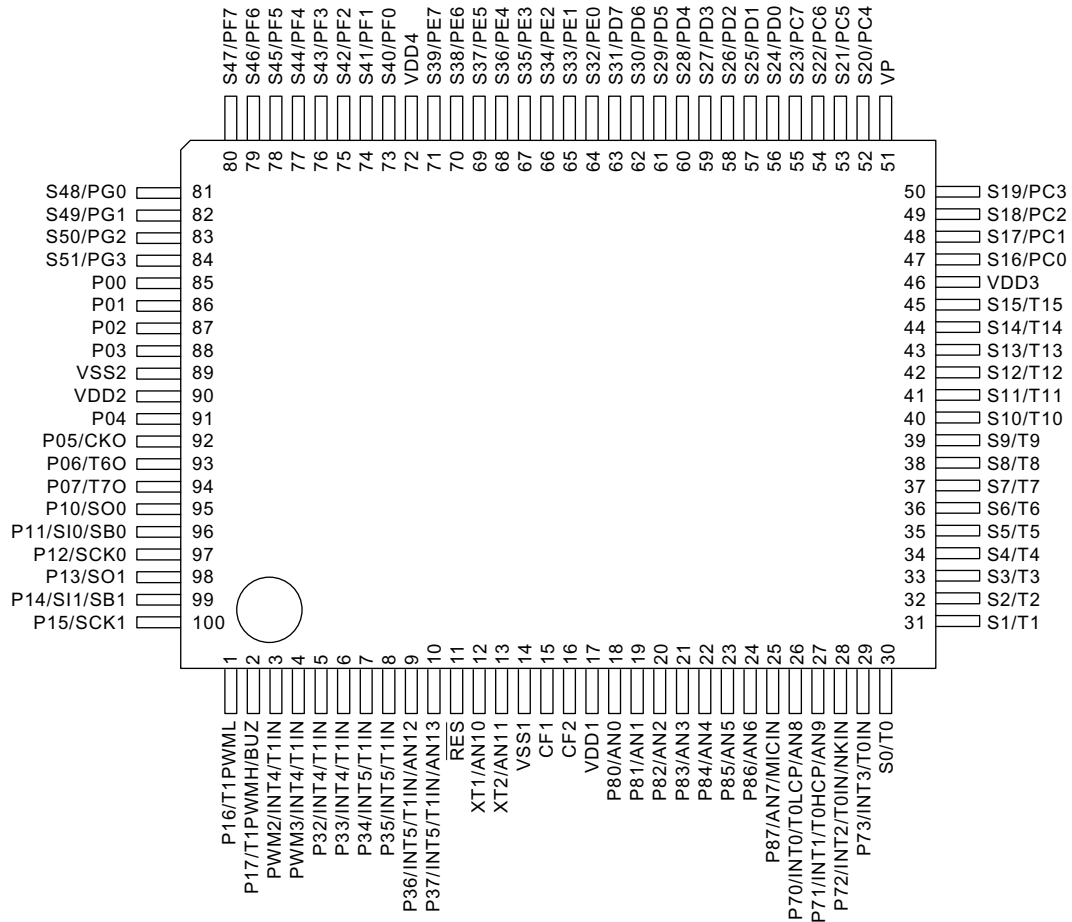 S47/PF7
S46/PF6
S45/PF5
S44/PF4
S43/PF3
S42/PF2
S41/PF1
S40/PF0
VDD4
S39/PE7
S38/PE6
S37/PE5
S36/PE4
S35/PE3
S34/PE2
S33/PE1
S32/PE0
S31/PD7
S30/PD6
S29/PD5
S28/PD4
S27/PD3
S26/PD2
S25/PD1
S24/PD0
S23/PC7
S22/PC6
S21/PC5
S20/PC4
VP
80
79
78
77
76
75
74
73
72
71
70
69
68
67
66
65
64
63
62
61
60
59
58
57
56
55
54
53
52
51
S48/PG0 81
S49/PG1 82
S50/PG2 83
S51/PG3 84
P00 85
P01 86
P02 87
P03 88
VSS2 89
VDD2 90
P04 91
P05/CKO 92
P06/T6O 93
P07/T7O 94
P10/SO0 95
P11/SI0/SB0 96
P12/SCK0 97
P13/SO1 98
P14/SI1/SB1 99
P15/SCK1 100
50 S19/PC3
49 S18/PC2
48 S17/PC1
47 S16/PC0
46 VDD3
45 S15/T15
44 S14/T14
43 S13/T13
42 S12/T12
41 S11/T11
40 S10/T10
39 S9/T9
38 S8/T8
37 S7/T7
36 S6/T6
35 S5/T5
34 S4/T4
33 S3/T3
32 S2/T2
31 S1/T1
1
2
3
4
5
6
7
8
9
10
11
12
13
14
15
16
17
18
19
20
21
22
23
24
25
26
27
28
29
30
P16/T1PWML
P17/T1PWMH/BUZ
PWM2/INT4/T1IN
PWM3/INT4/T1IN
P32/INT4/T1IN
P33/INT4/T1IN
P34/INT5/T1IN
P35/INT5/T1IN
P36/INT5/T1IN/AN12
P37/INT5/T1IN/AN13
RES
XT1/AN10
XT2/AN11
VSS1
CF1
CF2
VDD1
P80/AN0
P81/AN1
P82/AN2
P83/AN3
P84/AN4
P85/AN5
P86/AN6
P87/AN7/MICIN
P70/INT0/T0LCP/AN8
P71/INT1/T0HCP/AN9
P72/INT2/T0IN/NKIN
P73/INT3/T0IN
S0/T0